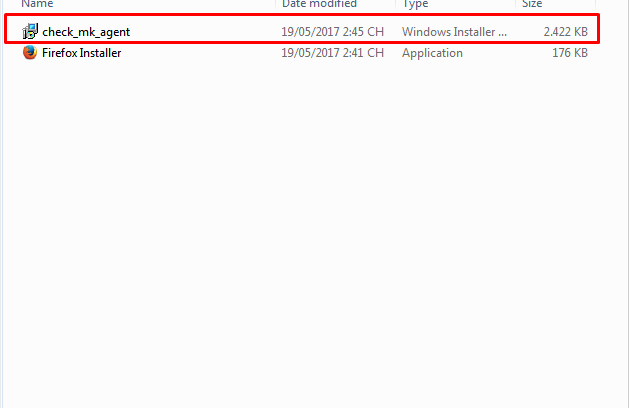 Name Date modified Type Size
check_mk_agent 19/05/2017 2:45 CH Windows Installer ... 2.422 KB
Firefox Installer 19/05/2017 2:41 CH Application 176 KB